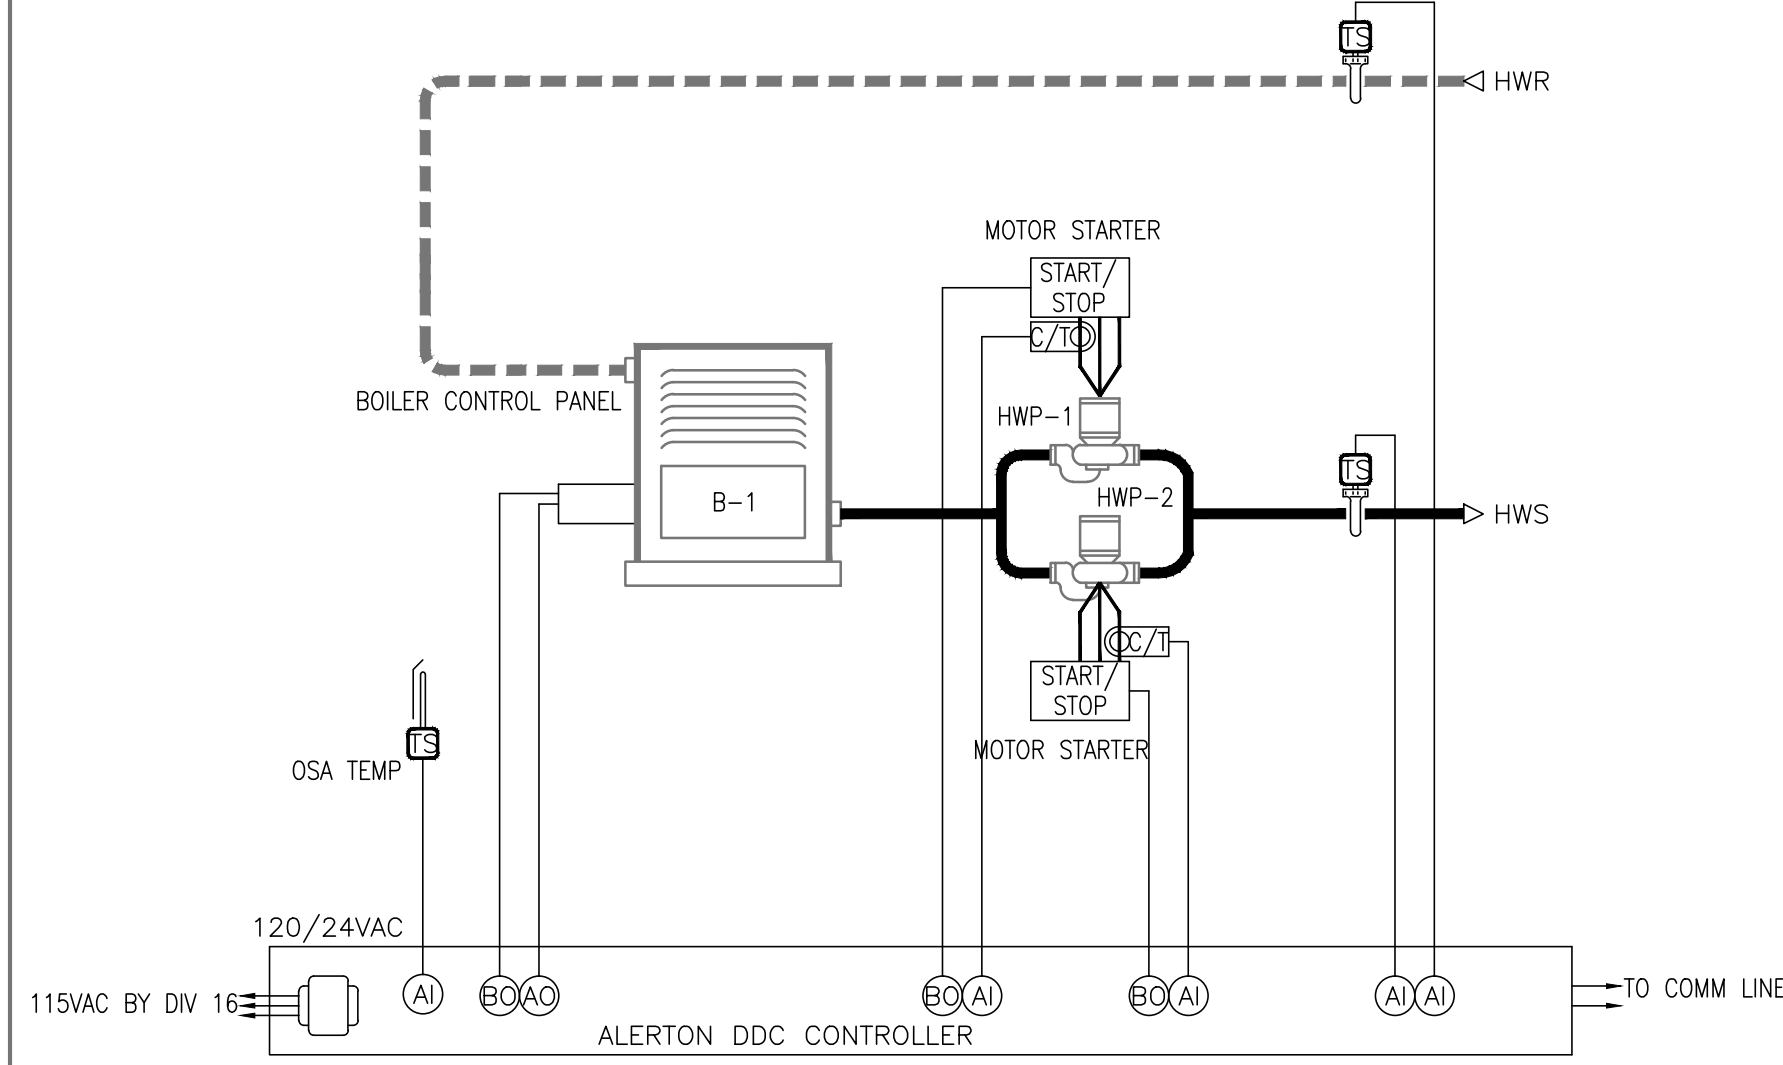 TS
HWR
MOTOR STARTER
START/
STOP
C/T
BOILER CONTROL PANEL
HWP-1
TS
B-1
HWP-2
HWS
C/T
START/
STOP
MOTOR STARTER
TS
OSA TEMP
120/24VAC
115VAC BY DIV 16
AI
BO
AO
BO
AI
BO
AI
AI
AI
TO COMM LINE
ALERTON DDC CONTROLLER